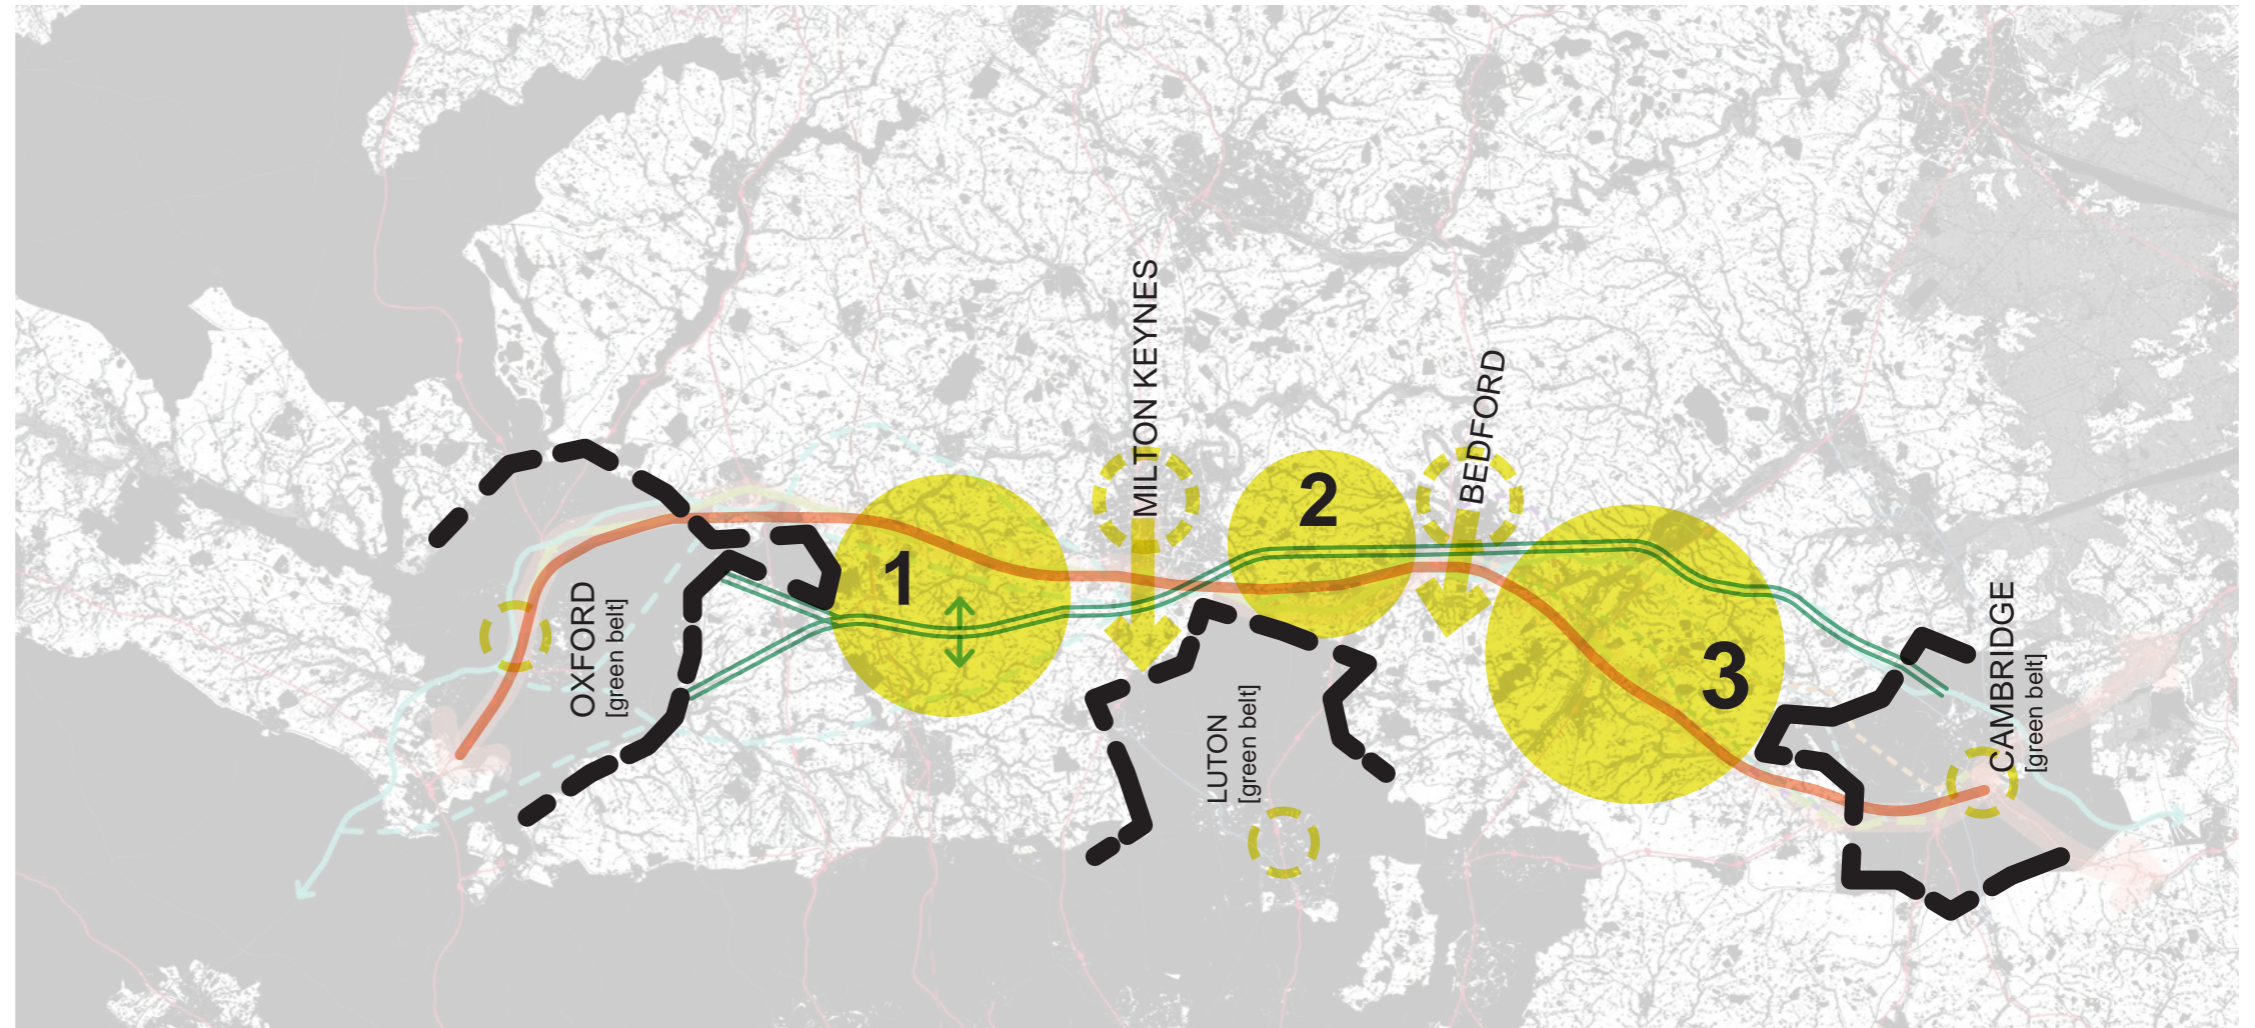 OXFORD
[green belt]
1
MILTON KEYNES
LUTON
[green belt]
2
BEDFORD
3
CAMBRIDGE
[green belt]